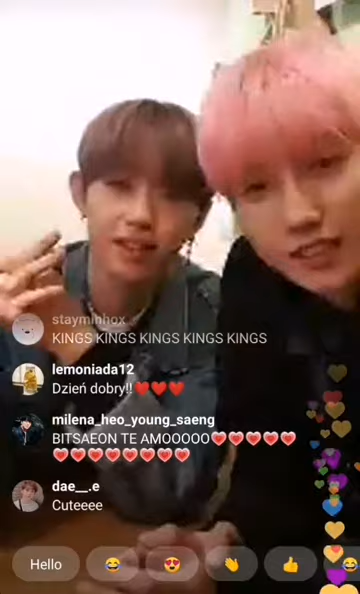 stayminhox
KINGS KINGS KINGS KINGS KINGS
lemoniada12
Dzień dobry!!❤️❤️❤️
milena_heo_young_saeng
BITSAEON TE AMOOOOO❤️❤️❤️❤️❤️
❤️❤️❤️❤️❤️❤️❤️❤️
dae__.e
Cuteeee
Hello 😂 😍 👏 👍 😂